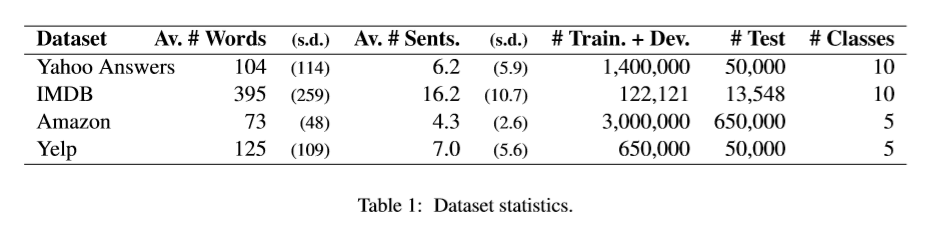 Dataset Av. # Words (s.d.) Av. # Sents. (s.d.) # Train. + Dev. # Test # Classes
Yahoo Answers 104 (114) 6.2 (5.9) 1,400,000 50,000 10
IMDB 395 (259) 16.2 (10.7) 122,121 13,548 10
Amazon 73 (48) 4.3 (2.6) 3,000,000 650,000 5
Yelp 125 (109) 7.0 (5.6) 650,000 50,000 5
Table 1: Dataset statistics.